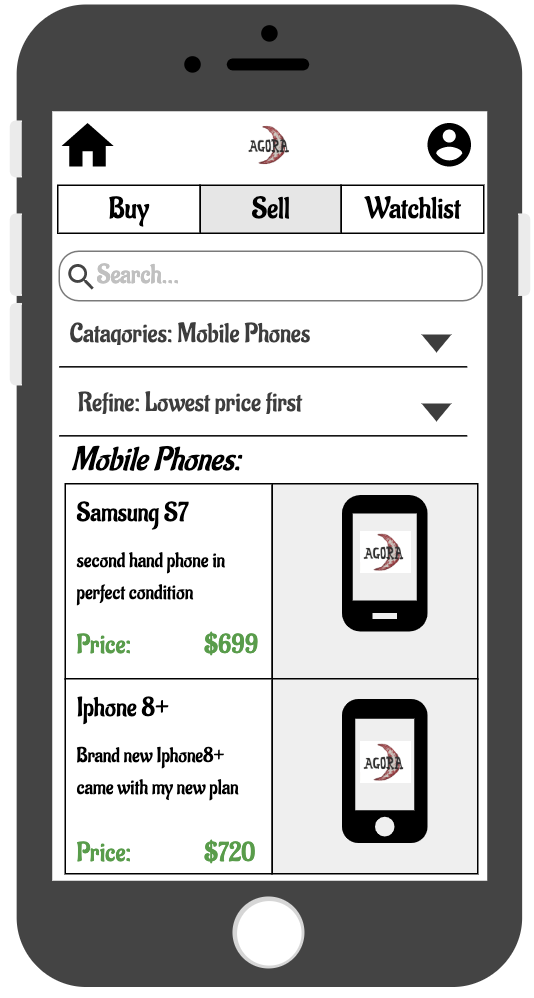 AGORA
Buy
Sell
Watchlist
Search...
Catagories: Mobile Phones
Refine: Lowest price first
Mobile Phones:
Samsung S7
second hand phone in
perfect condition
Price: $699
AGORA
Iphone 8+
Brand new Iphone8+
came with my new plan
Price: $720
AGORA